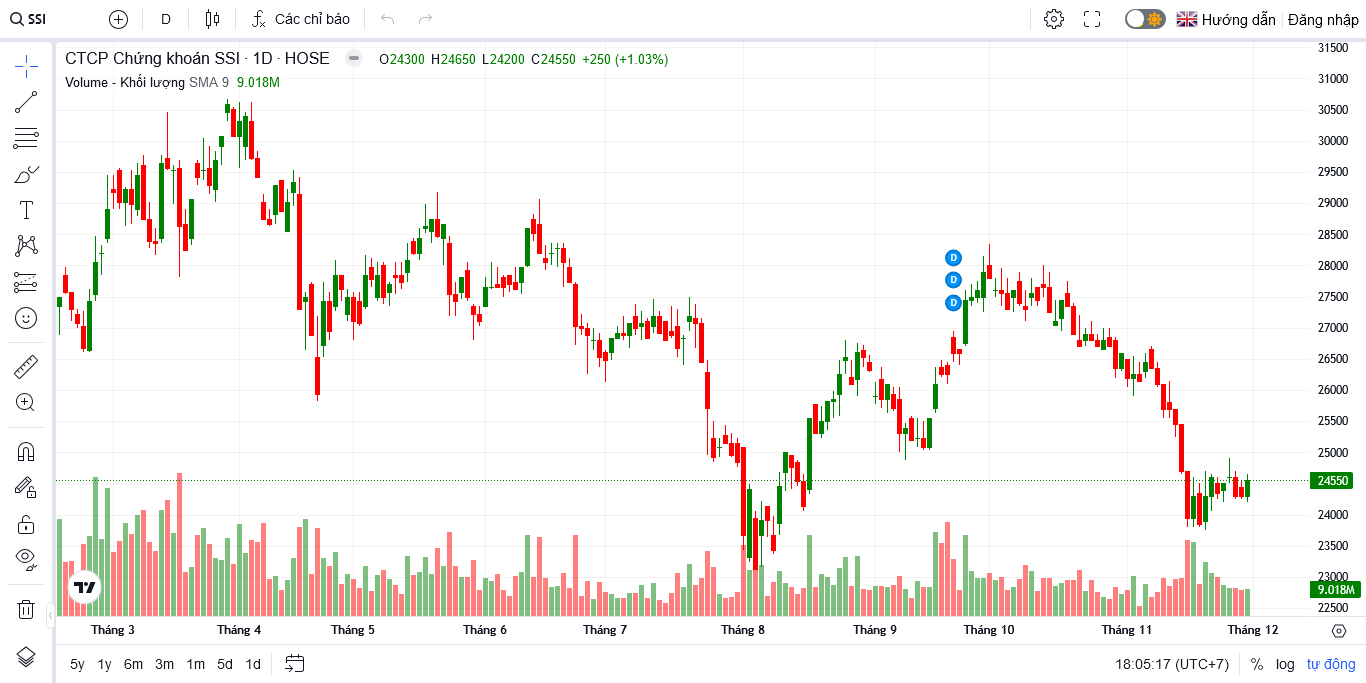 SSI D Các chỉ báo Hướng dẫn Đăng nhập
CTCP Chứng khoán SSI · 1D · HOSE O24300 H24650 L24200 C24550 +250 (+1.03%)
Volume - Khối lượng SMA 9 9.018M
31500
31000
30500
30000
29500
29000
28500
28000
27500
27000
26500
26000
25500
25000
24550
24000
23500
23000
9.018M
22500
D
D
D
Tháng 3 Tháng 4 Tháng 5 Tháng 6 Tháng 7 Tháng 8 Tháng 9 Tháng 10 Tháng 11 Tháng 12
5y 1y 6m 3m 1m 5d 1d 18:05:17 (UTC+7) % log tự động